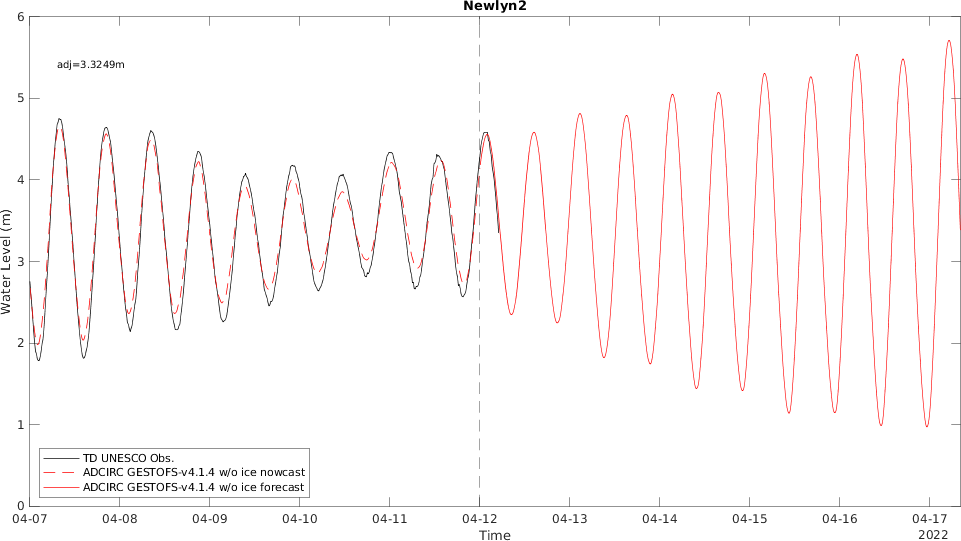 Newlyn2
6
adj=3.3249m
5
4
3
2
1
0
Water Level (m)
TD UNESCO Obs.
ADCIRC GESTOFS-v4.1.4 w/o ice nowcast
ADCIRC GESTOFS-v4.1.4 w/o ice forecast
04-07 04-08 04-09 04-10 04-11 04-12 04-13 04-14 04-15 04-16 04-17
Time
2022